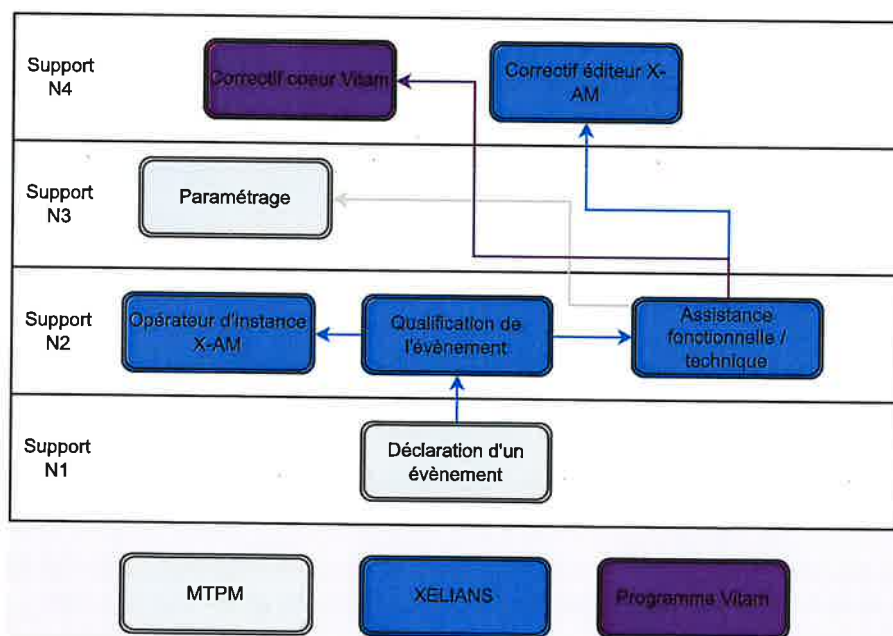 Support
N4
Correctif coeur Vitam
Correctif éditeur X-
AM
Support
N3
Paramétrage
Support
N2
Opérateur d'instance
X-AM
Qualification de
l'évènement
Assistance
fonctionnelle /
technique
Support
N1
Déclaration d'un
évènement
MTPM
XELIANS
Programme Vitam